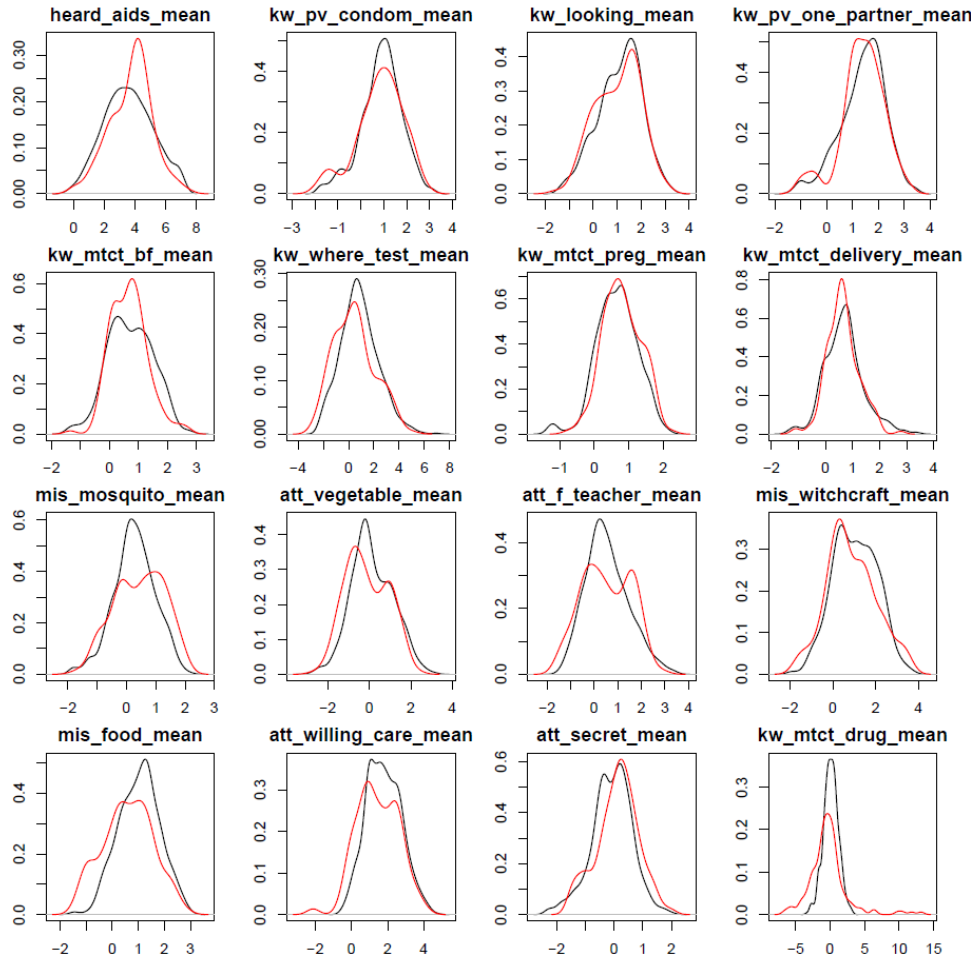 heard_aids_mean
0.00 0.10 0.20 0.30
0 2 4 6 8
kw_pv_condom_mean
0.0 0.2 0.4
−3 −1 0 1 2 3 4
kw_looking_mean
0.0 0.1 0.2 0.3 0.4
−2 0 2 4
kw_pv_one_partner_mean
0.0 0.2 0.4
−2 −1 0 1 2 3 4
kw_mtct_bf_mean
0.0 0.2 0.4 0.6
−2 −1 0 1 2 3
kw_where_test_mean
0.00 0.10 0.20 0.30
−4 −2 0 2 4 6 8
kw_mtct_preg_mean
0.0 0.2 0.4 0.6
−1 0 1 2
kw_mtct_delivery_mean
0.0 0.2 0.4 0.6 0.8
−2 0 1 2 3 4
mis_mosquito_mean
0.0 0.2 0.4 0.6
−2 0 1 2 3
att_vegetable_mean
0.0 0.1 0.2 0.3 0.4
−4 −2 0 2 4
att_f_teacher_mean
0.0 0.2 0.4
−2 0 1 2 3 4
mis_witchcraft_mean
0.0 0.1 0.2 0.3
−2 0 2 4
mis_food_mean
0.0 0.2 0.4
−2 0 1 2 3
att_willing_care_mean
0.0 0.1 0.2 0.3
−2 0 2 4
att_secret_mean
0.0 0.2 0.4 0.6
−2 −1 0 1 2
kw_mtct_drug_mean
0.0 0.1 0.2 0.3
−5 0 5 10 15